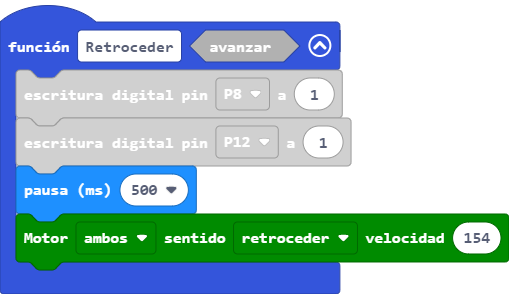 función Retroceder avanzar
escritura digital pin P8 a 1
escritura digital pin P12 a 1
pausa (ms) 500
Motor ambos sentido retroceder velocidad 154